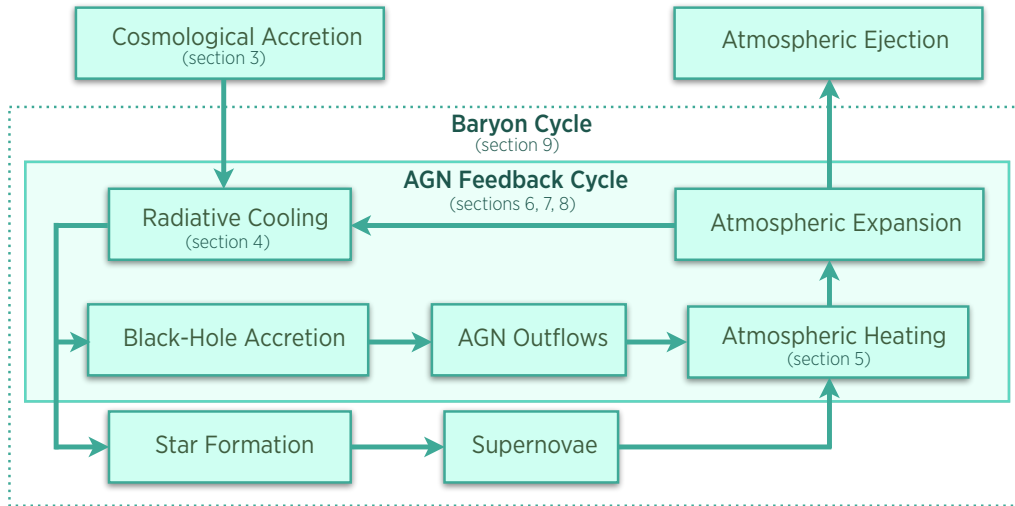 Cosmological Accretion
(section 3)
Atmospheric Ejection
Baryon Cycle
(section 9)
AGN Feedback Cycle
(sections 6, 7, 8)
Radiative Cooling
(section 4)
Atmospheric Expansion
Black-Hole Accretion
AGN Outflows
Atmospheric Heating
(section 5)
Star Formation
Supernovae